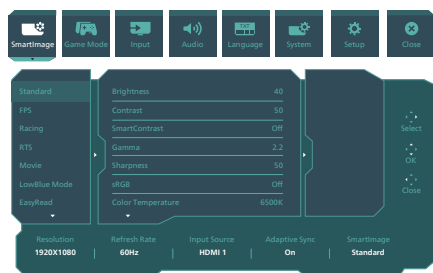 TXT
SmartImage Game Mode Input Audio Language System Setup Close
Standard Brightness 40
FPS Contrast 50
Racing SmartContrast Off Select
RTS Gamma 2.2 OK
Movie Sharpness 50
LowBlue Mode sRGB Off Close
EasyRead Color Temperature 6500K
Resolution Refresh Rate Input Source Adaptive Sync SmartImage
1920X1080 60Hz HDMI 1 On Standard